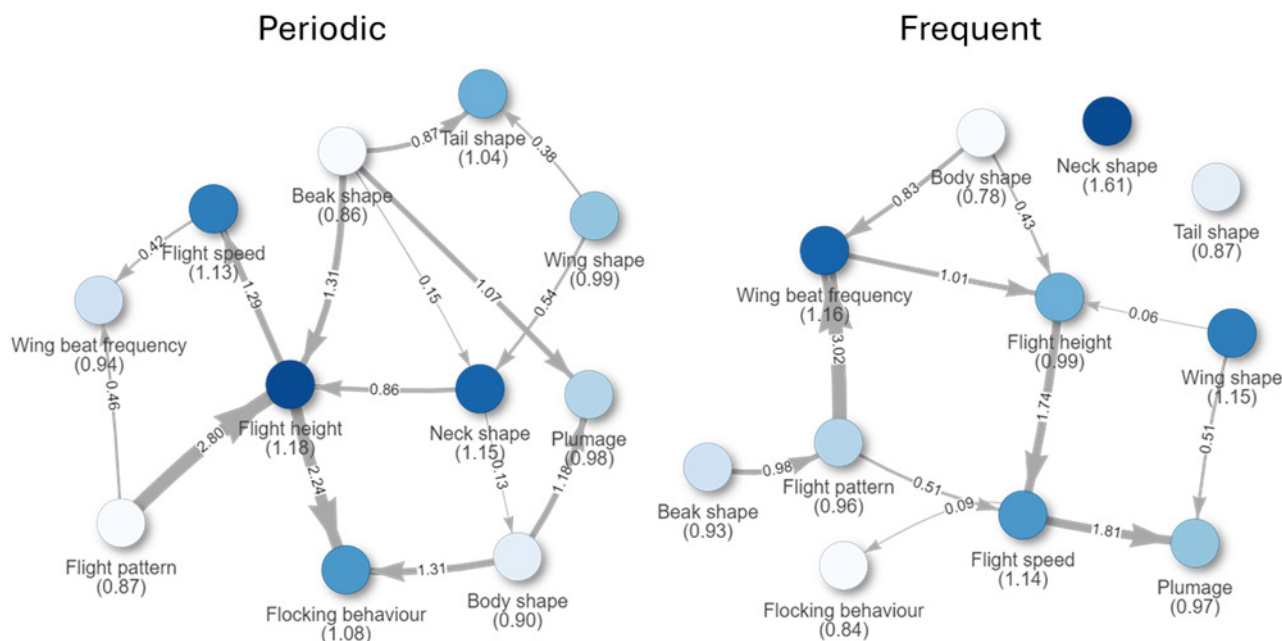 Periodic
Frequent
Tail shape
(1.04)
0.87
0.38
Beak shape
(0.86)
Flight speed
(1.13)
0.42
Wing shape
(0.99)
1.29
1.31
0.15
1.07
0.54
Wing beat frequency
(0.94)
0.46
Flight height
(1.18)
0.86
Neck shape
(1.15)
Plumage
(0.98)
2.80
2.24
0.13
1.18
Flight pattern
(0.87)
Flocking behaviour
(1.08)
1.31
Body shape
(0.90)
Body shape
(0.78)
Neck shape
(1.61)
Tail shape
(0.87)
0.83
0.43
Wing beat frequency
(1.16)
1.01
Flight height
(0.99)
0.06
Wing shape
(1.15)
3.02
1.74
0.51
Beak shape
(0.93)
0.98
Flight pattern
(0.96)
0.51
0.09
Flight speed
(1.14)
1.81
Plumage
(0.97)
Flocking behaviour
(0.84)